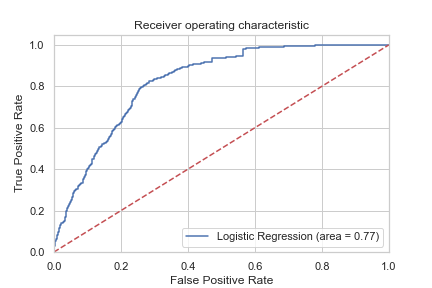 Receiver operating characteristic
1.0
0.8
0.6
0.4
0.2
0.0
True Positive Rate
Logistic Regression (area = 0.77)
0.0 0.2 0.4 0.6 0.8 1.0
False Positive Rate